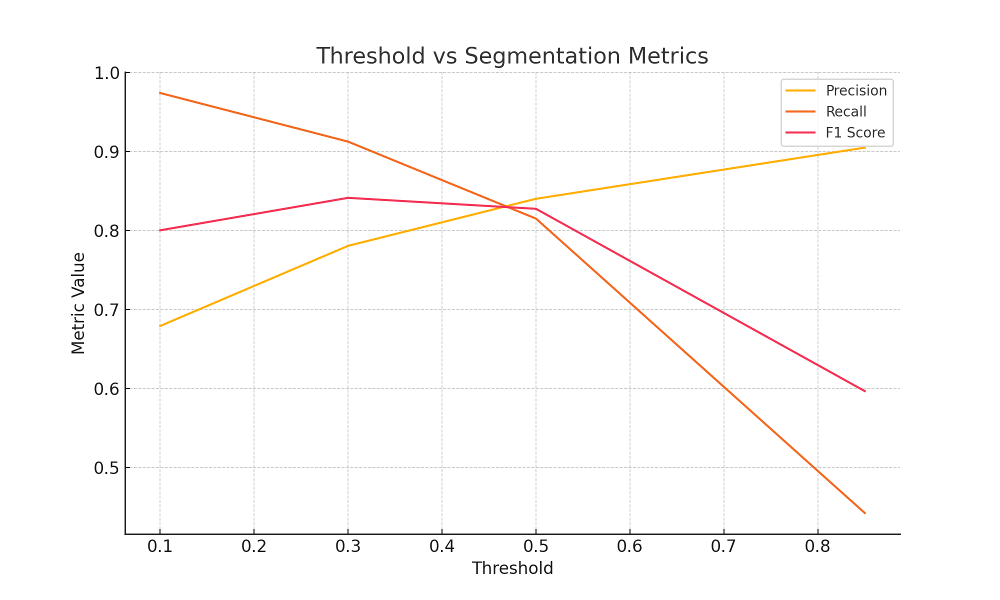 Threshold vs Segmentation Metrics
1.0
0.9
0.8
0.7
0.6
0.5
Metric Value
Precision
Recall
F1 Score
0.1 0.2 0.3 0.4 0.5 0.6 0.7 0.8
Threshold